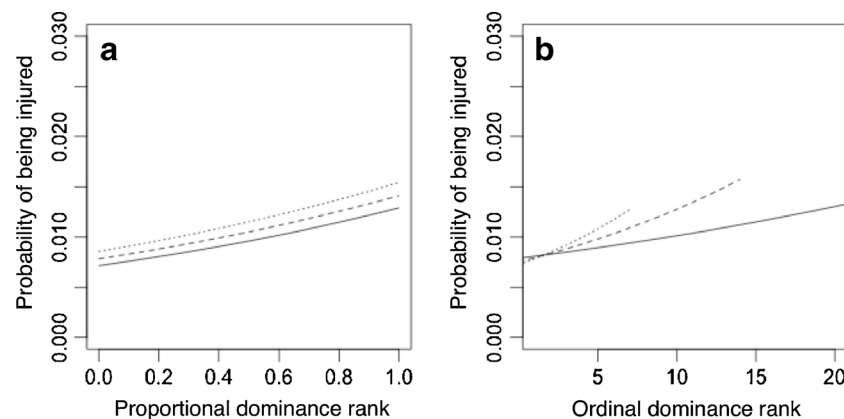 a
Probability of being injured
0.030
0.020
0.010
0.000
0.0 0.2 0.4 0.6 0.8 1.0
Proportional dominance rank
b
Probability of being injured
0.030
0.020
0.010
0.000
5 10 15 20
Ordinal dominance rank